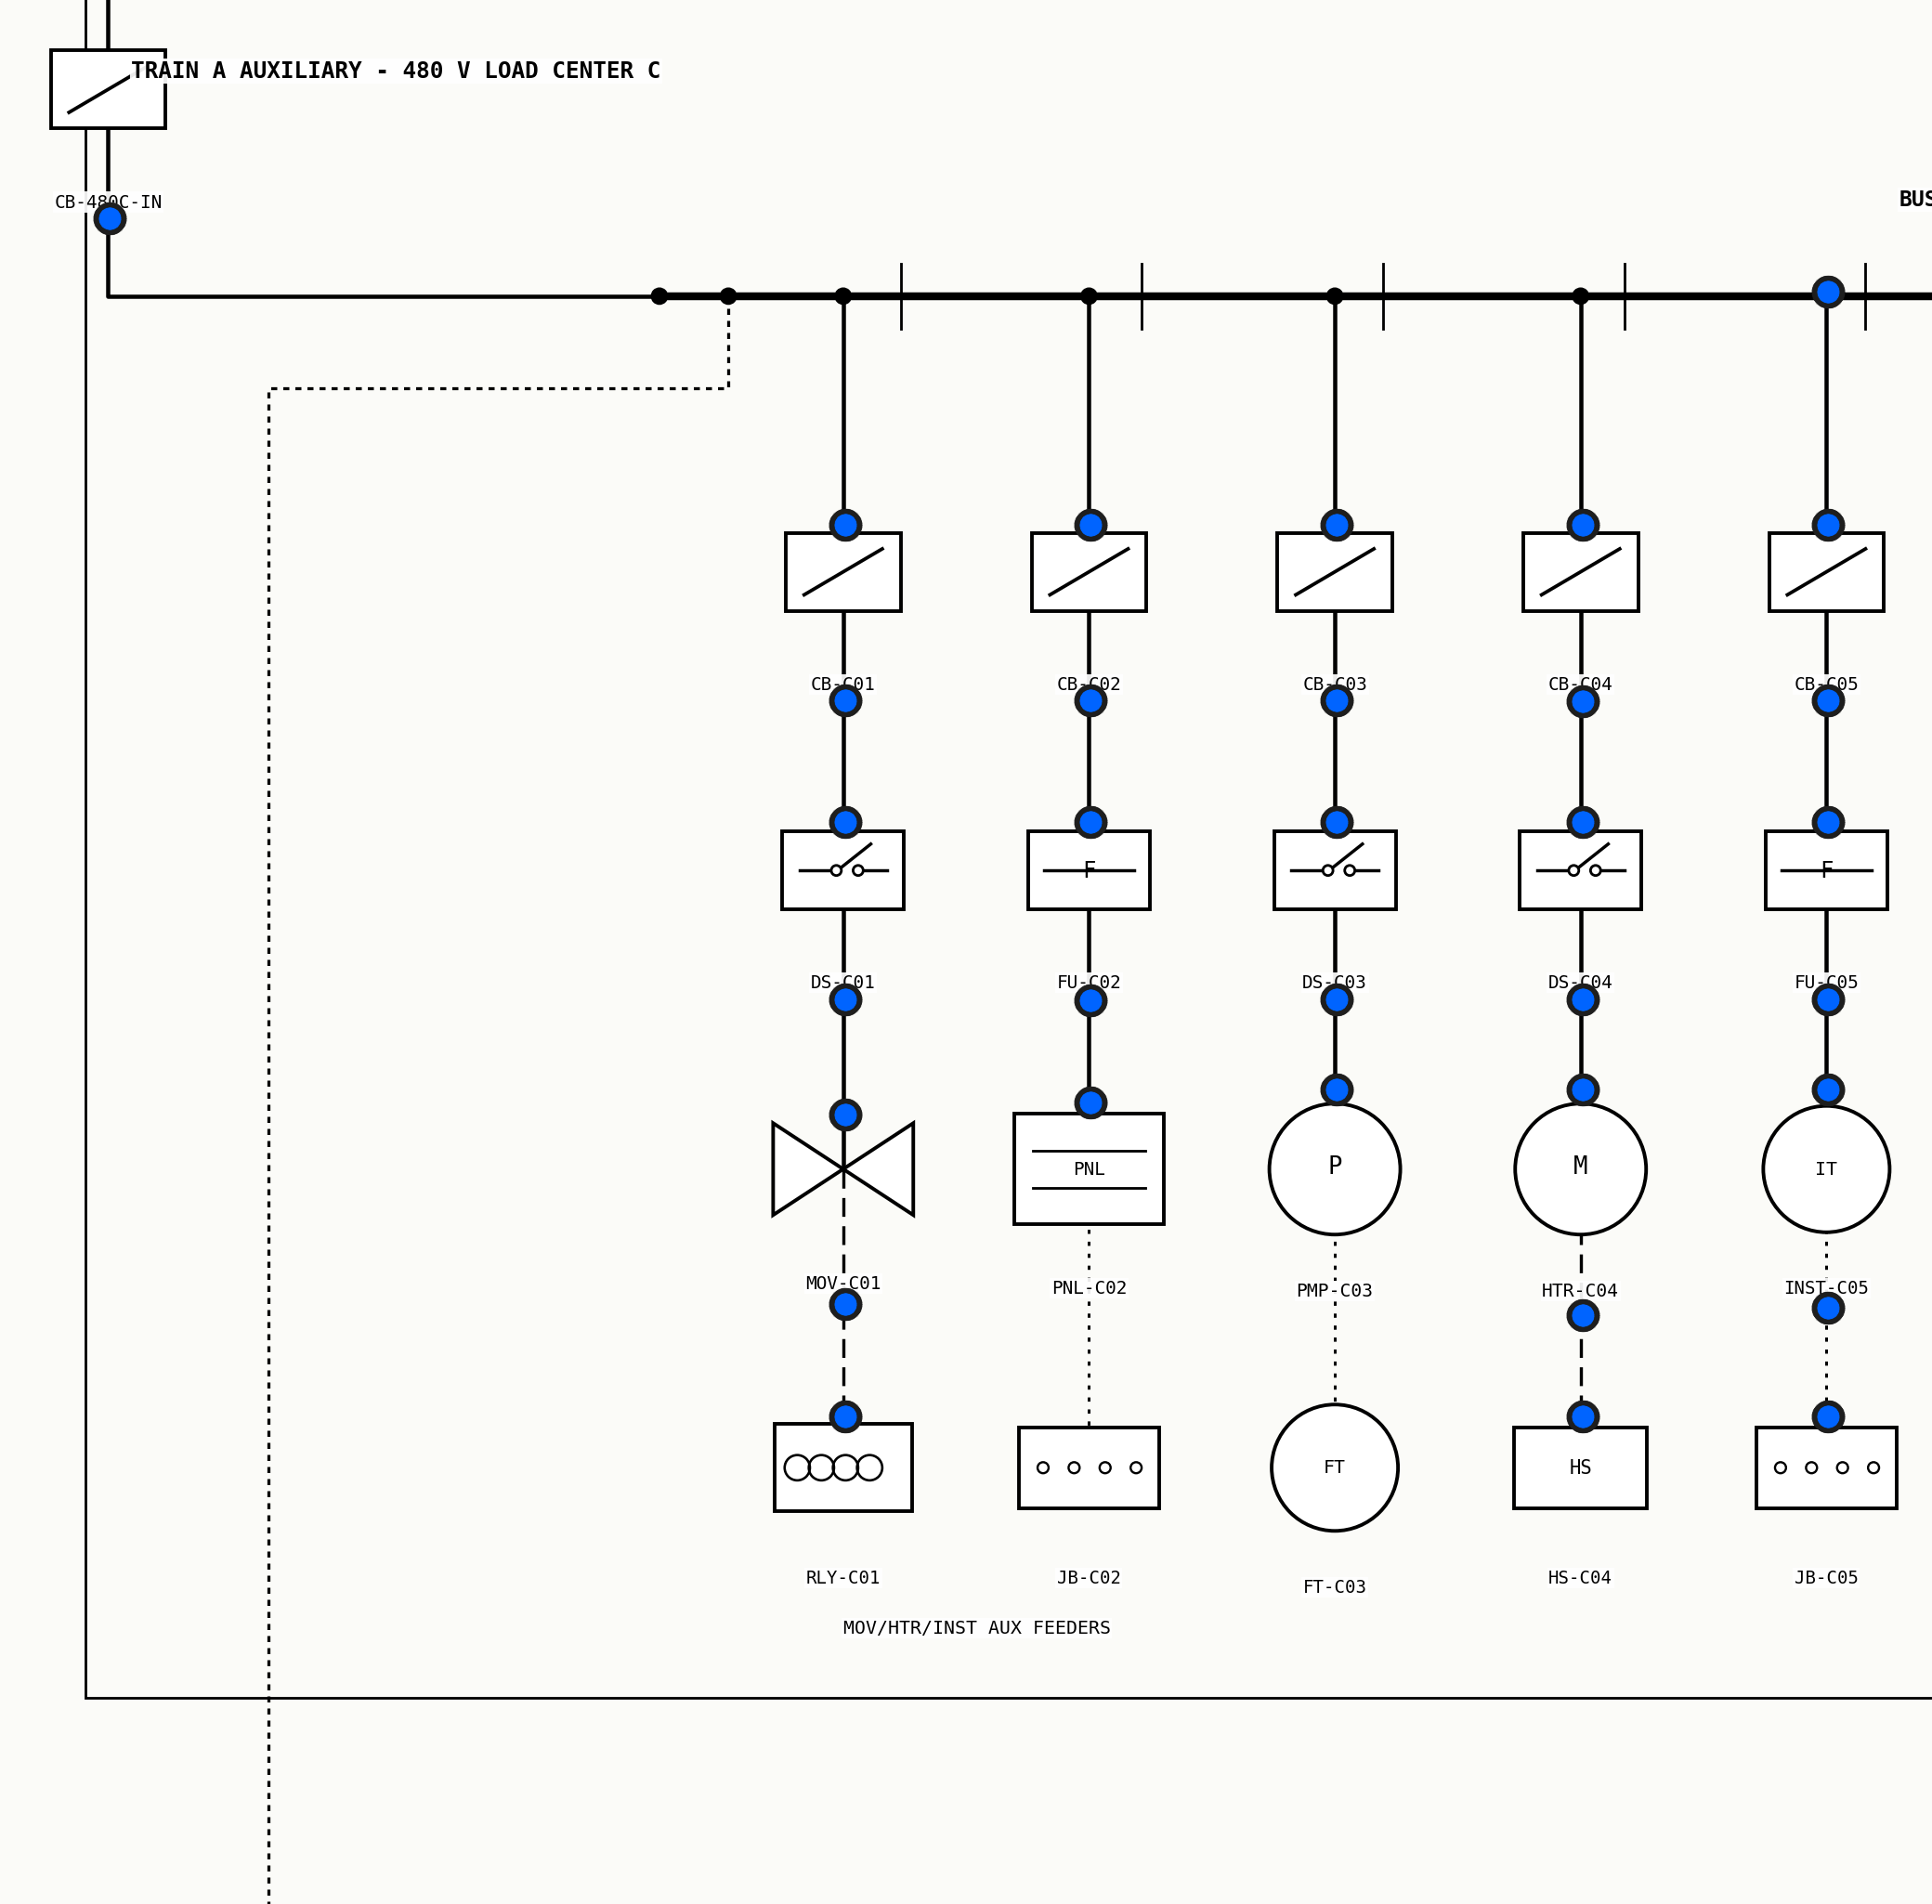 TRAIN A AUXILIARY - 480 V LOAD CENTER C
CB-480C-IN
BUS
CB-C01 CB-C02 CB-C03 CB-C04 CB-C05
F F
DS-C01 FU-C02 DS-C03 DS-C04 FU-C05
PNL P M IT
MOV-C01 PNL-C02 PMP-C03 HTR-C04 INST-C05
FT HS
RLY-C01 JB-C02 FT-C03 HS-C04 JB-C05
MOV/HTR/INST AUX FEEDERS